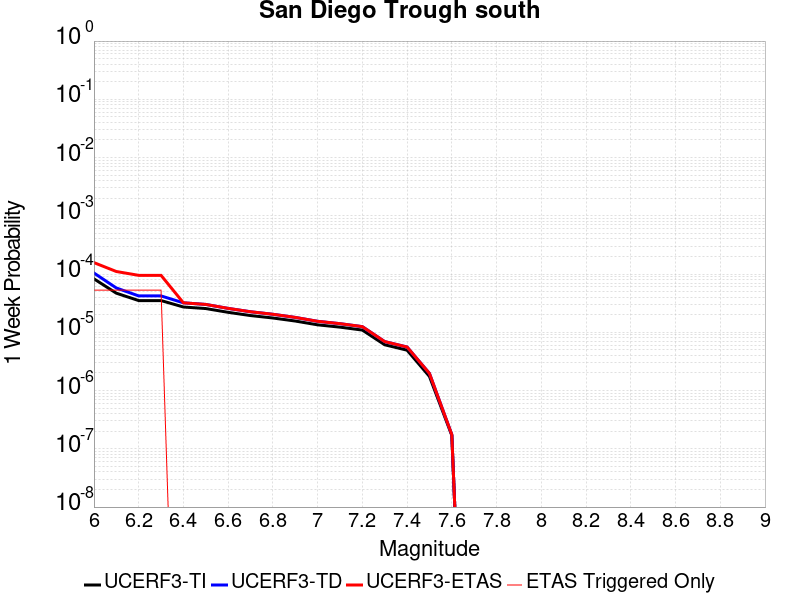 San Diego Trough south
10 0
10 -1
10 -2
10 -3
10 -4
10 -5
10 -6
10 -7
10 -8
1 Week Probability
6 6.2 6.4 6.6 6.8 7 7.2 7.4 7.6 7.8 8 8.2 8.4 8.6 8.8 9
Magnitude
UCERF3-TI UCERF3-TD UCERF3-ETAS ETAS Triggered Only